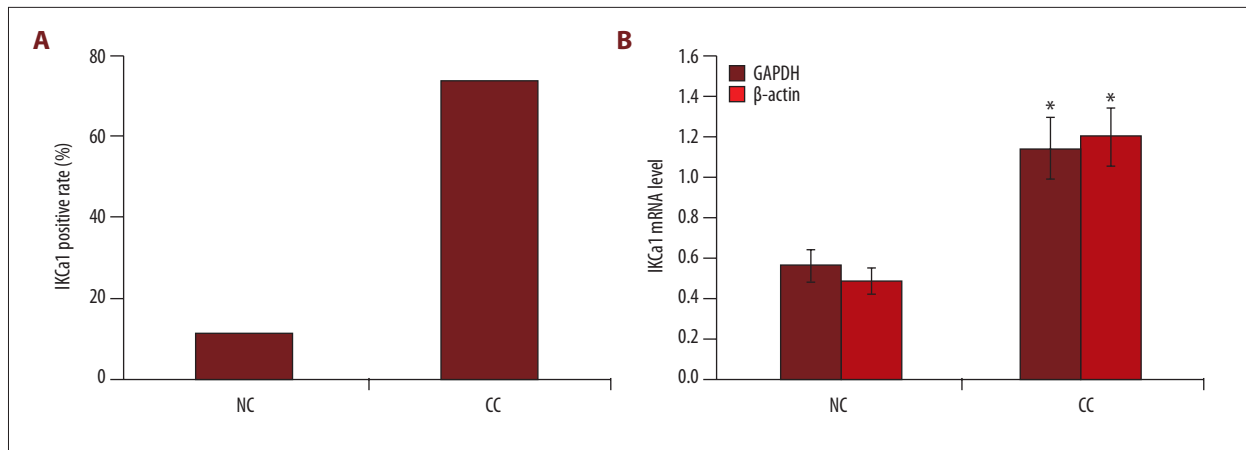 A
IKCa1 positive rate (%)
80
60
40
20
0
NC
CC
B
IKCa1 mRNA level
1.6
1.4
1.2
1.0
0.8
0.6
0.4
0.2
0.0
GAPDH
β-actin
*
*
NC
CC